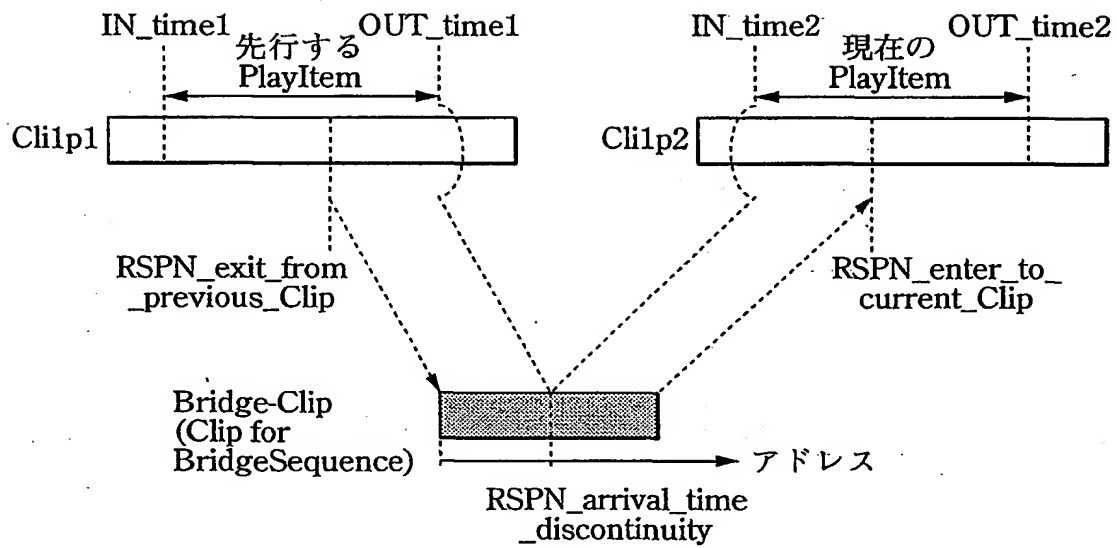 IN_time1
OUT_time1
先行する
PlayItem
IN_time2
OUT_time2
現在の
PlayItem
Cli1p1
Cli1p2
RSPN_exit_from
_previous_Clip
RSPN_enter_to_
current_Clip
Bridge-Clip
(Clip for
BridgeSequence)
アドレス
RSPN_arrival_time
_discontinuity